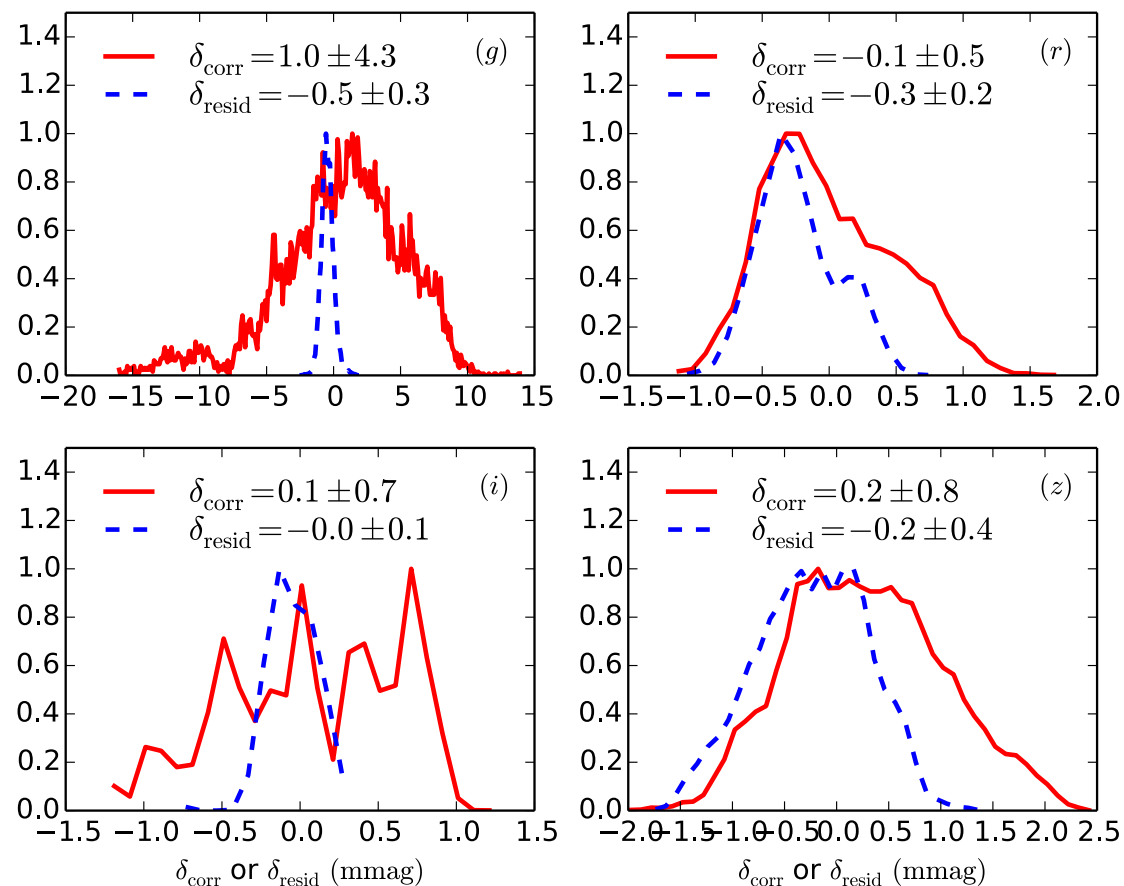 1.4
1.2
1.0
0.8
0.6
0.4
0.2
0.0
δcorr=1.0±4.3
δresid=−0.5±0.3
(g)
−20 −15 −10 −5 0 5 10 15
1.4
1.2
1.0
0.8
0.6
0.4
0.2
0.0
δcorr=−0.1±0.5
δresid=−0.3±0.2
(r)
−1.5 −1.0 −0.5 0.0 0.5 1.0 1.5 2.0
1.4
1.2
1.0
0.8
0.6
0.4
0.2
0.0
δcorr=0.1±0.7
δresid=−0.0±0.1
(i)
−1.5 −1.0 −0.5 0.0 0.5 1.0 1.5
δcorr or δresid (mmag)
1.4
1.2
1.0
0.8
0.6
0.4
0.2
0.0
δcorr=0.2±0.8
δresid=−0.2±0.4
(z)
−2.0 −1.5 −1.0 −0.5 0.0 0.5 1.0 1.5 2.0 2.5
δcorr or δresid (mmag)